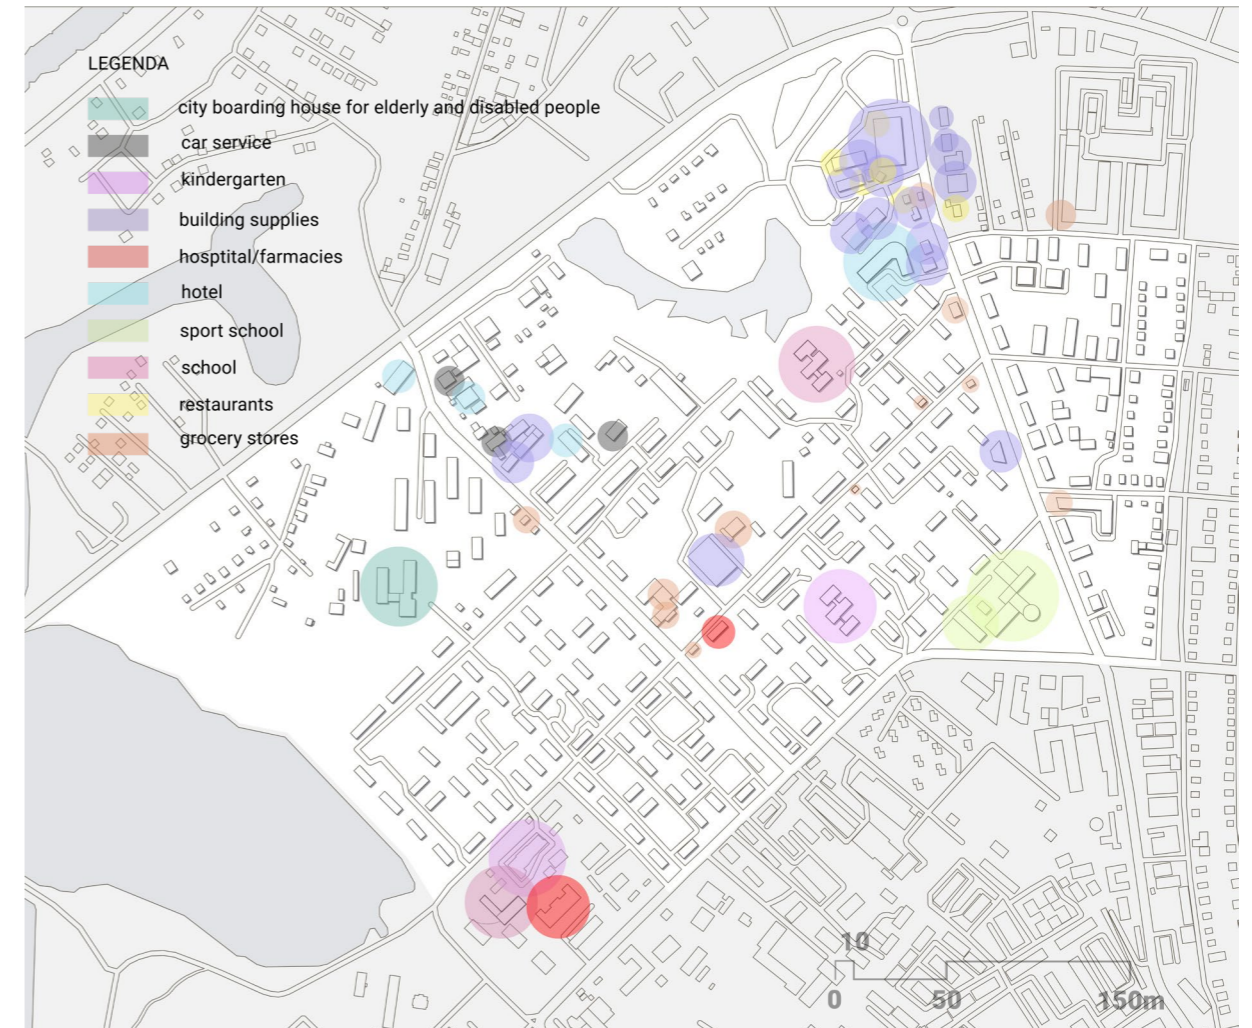 LEGENDA
city boarding house for elderly and disabled people
car service
kindergarten
building supplies
hosptital/farmacies
hotel
sport school
school
restaurants
grocery stores
10
0 50 150m